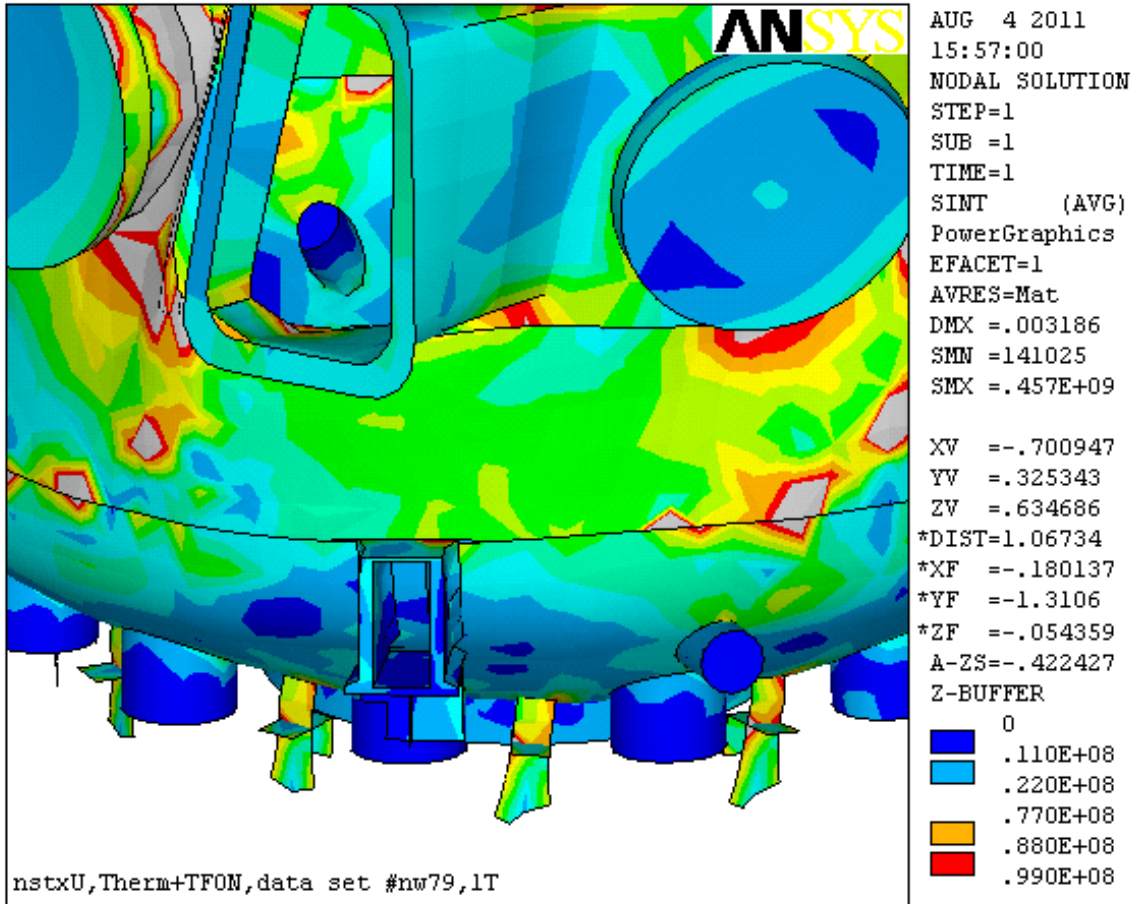 ANSYS
AUG 4 2011
15:57:00
NODAL SOLUTION
STEP=1
SUB =1
TIME=1
SINT (AVG)
PowerGraphics
EFACET=1
AVRES=Mat
DMX =.003186
SMN =141025
SMX =.457E+09
XV =-.700947
YV =.325343
ZV =.634686
*DIST=1.06734
*XF =-.180137
*YF =-1.3106
*ZF =-.054359
A-ZS=-.422427
Z-BUFFER
0
.110E+08
.220E+08
.770E+08
.880E+08
.990E+08
nstxU,Therm+TFON,data set #nw79,1T